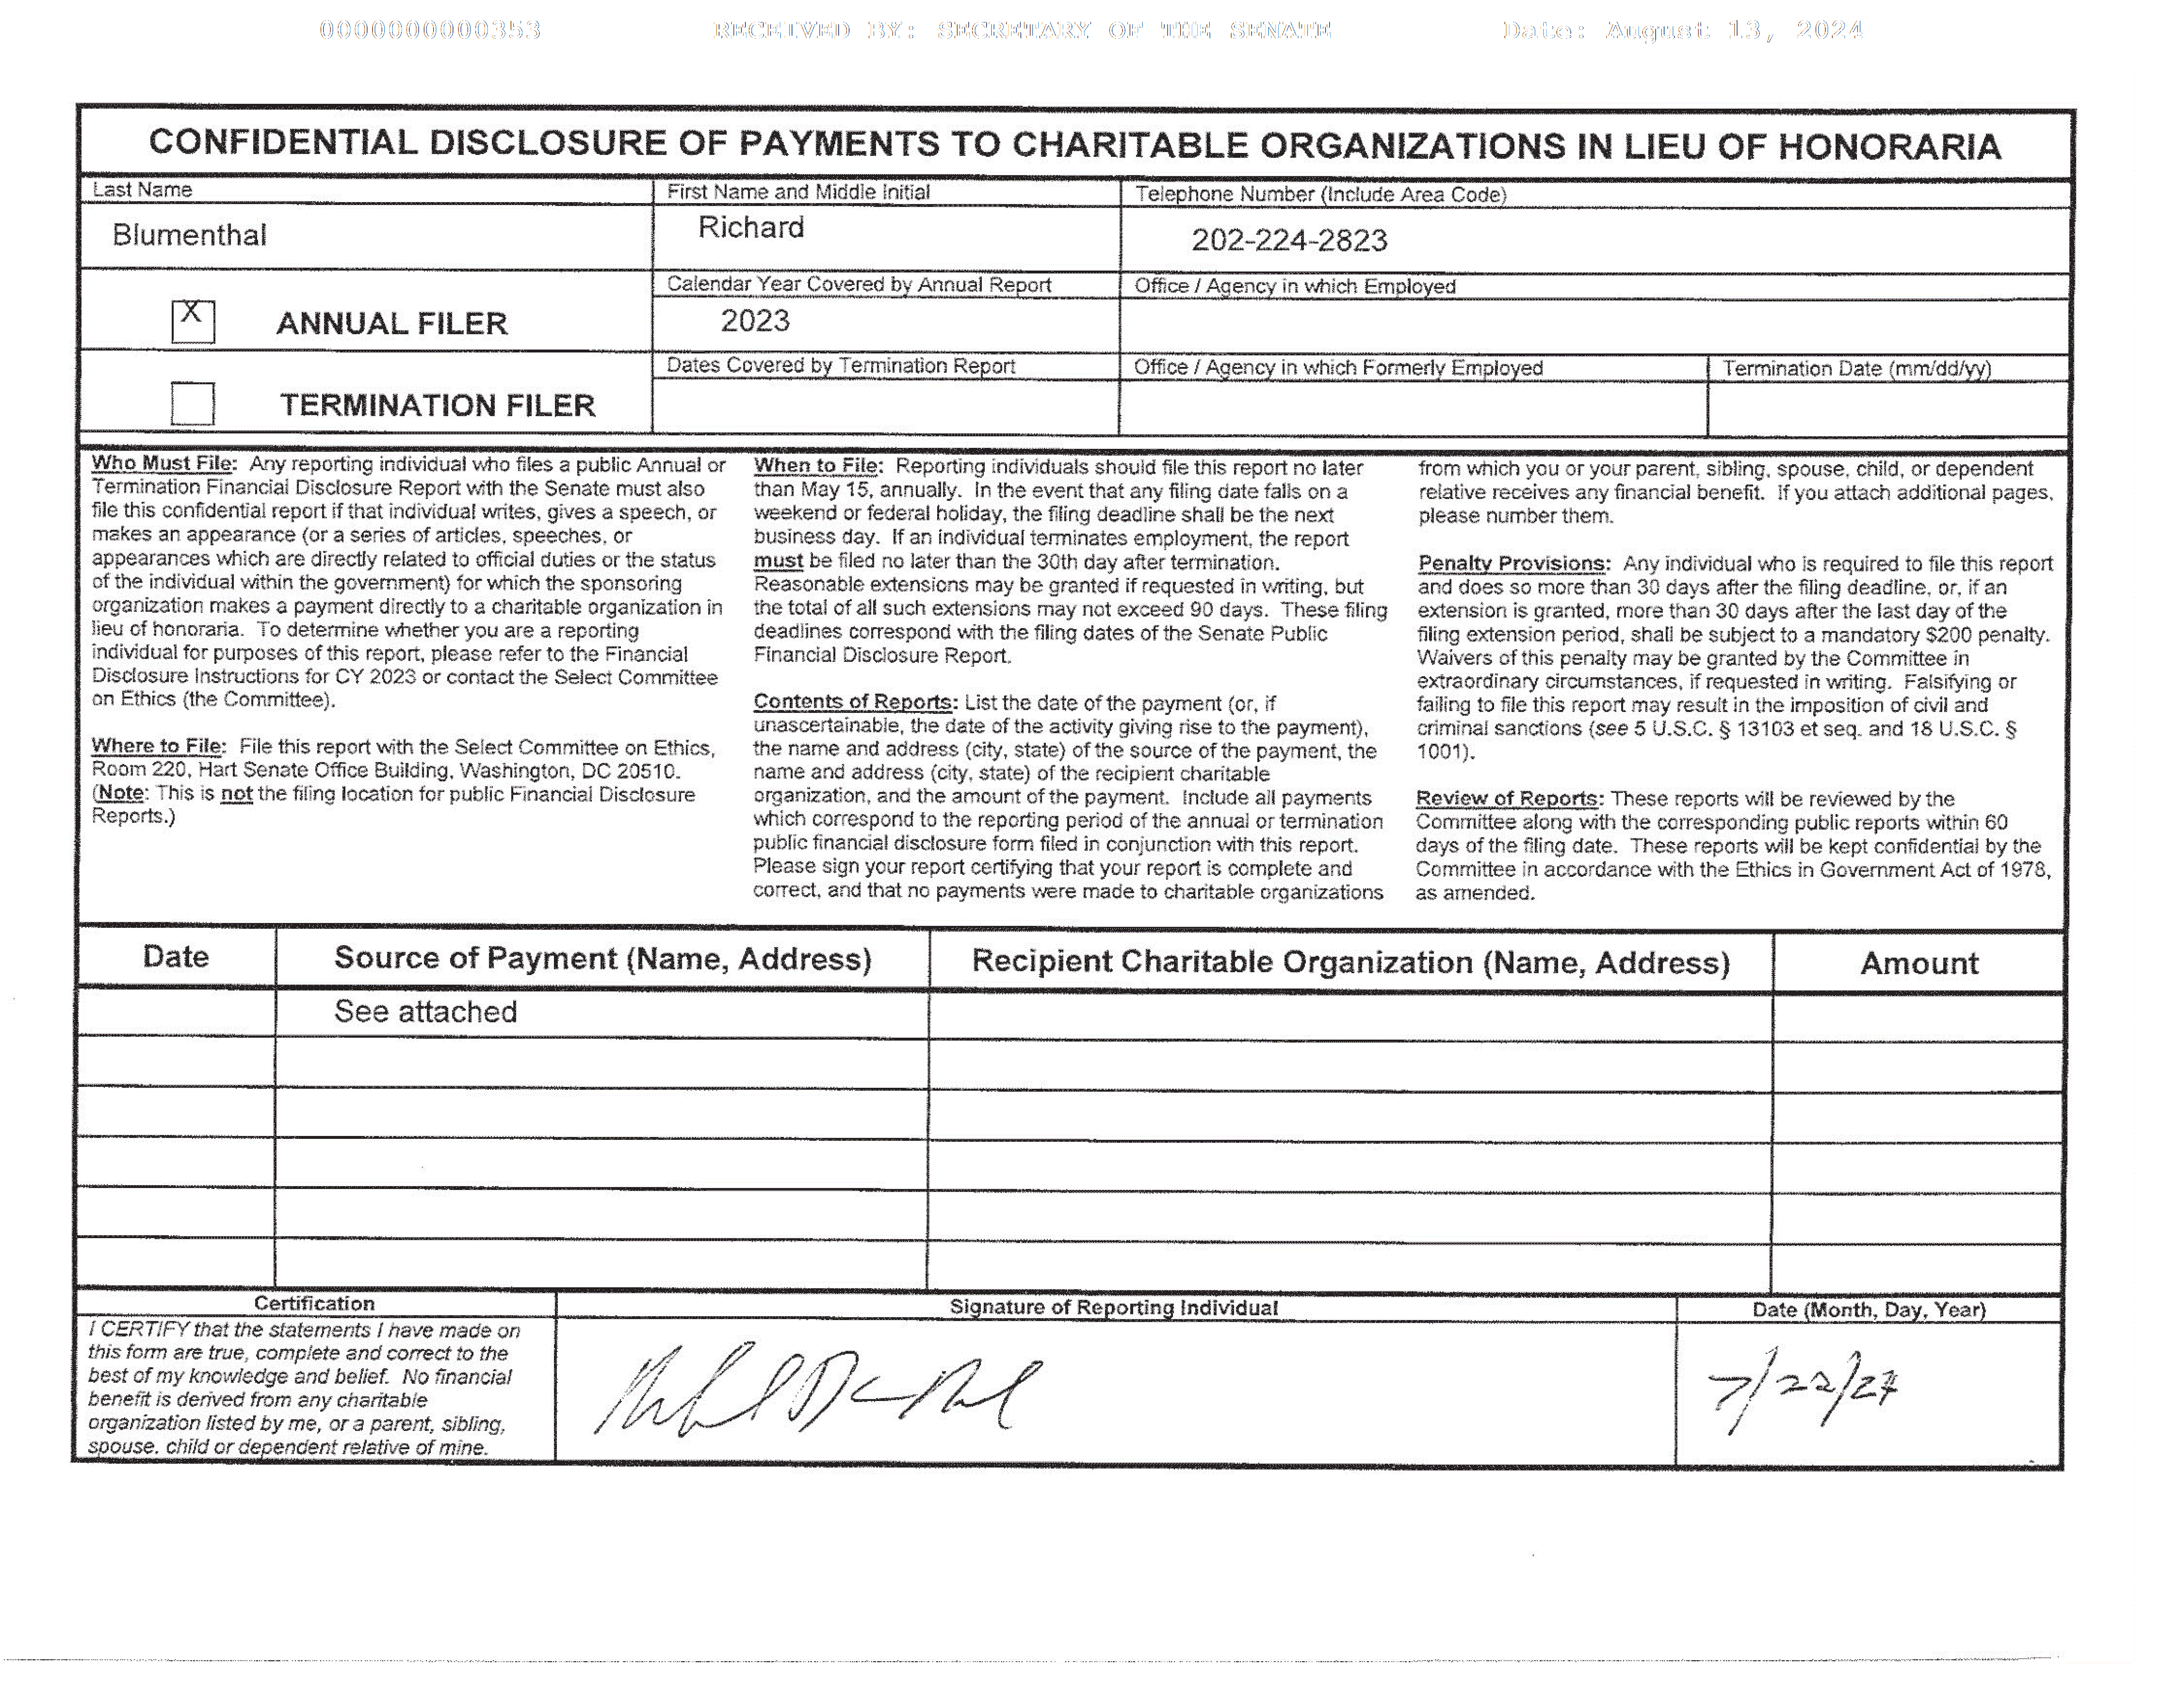 0000000000353 RECEIVED BY: SECRETARY OF THE SENATE Date: August 13, 2024
CONFIDENTIAL DISCLOSURE OF PAYMENTS TO CHARITABLE ORGANIZATIONS IN LIEU OF HONORARIA
Last Name
Blumenthal
First Name and Middle Initial
Richard
Telephone Number (Include Area Code)
202-224-2823
X ANNUAL FILER
Calendar Year Covered by Annual Report
2023
Office / Agency in which Employed
TERMINATION FILER
Dates Covered by Termination Report
Office / Agency in which Formerly Employed
Termination Date (mm/dd/yy)
Who Must File: Any reporting individual who files a public Annual or
Termination Financial Disclosure Report with the Senate must also
file this confidential report if that individual writes, gives a speech, or
makes an appearance (or a series of articles, speeches, or
appearances which are directly related to official duties or the status
of the individual within the government) for which the sponsoring
organization makes a payment directly to a charitable organization in
lieu of honoraria. To determine whether you are a reporting
individual for purposes of this report, please refer to the Financial
Disclosure Instructions for CY 2023 or contact the Select Committee
on Ethics (the Committee).
Where to File: File this report with the Select Committee on Ethics,
Room 220, Hart Senate Office Building, Washington, DC 20510.
(Note: This is not the filing location for public Financial Disclosure
Reports.)
When to File: Reporting individuals should file this report no later
than May 15, annually. In the event that any filing date falls on a
weekend or federal holiday, the filing deadline shall be the next
business day. If an individual terminates employment, the report
must be filed no later than the 30th day after termination.
Reasonable extensions may be granted if requested in writing, but
the total of all such extensions may not exceed 90 days. These filing
deadlines correspond with the filing dates of the Senate Public
Financial Disclosure Report.
Contents of Reports: List the date of the payment (or, if
unascertainable, the date of the activity giving rise to the payment),
the name and address (city, state) of the source of the payment, the
name and address (city, state) of the recipient charitable
organization, and the amount of the payment. Include all payments
which correspond to the reporting period of the annual or termination
public financial disclosure form filed in conjunction with this report.
Please sign your report certifying that your report is complete and
correct, and that no payments were made to charitable organizations
from which you or your parent, sibling, spouse, child, or dependent
relative receives any financial benefit. If you attach additional pages,
please number them.
Penalty Provisions: Any individual who is required to file this report
and does so more than 30 days after the filing deadline, or, if an
extension is granted, more than 30 days after the last day of the
filing extension period, shall be subject to a mandatory $200 penalty.
Waivers of this penalty may be granted by the Committee in
extraordinary circumstances, if requested in writing. Falsifying or
failing to file this report may result in the imposition of civil and
criminal sanctions (see 5 U.S.C. § 13103 et seq. and 18 U.S.C. §
1001).
Review of Reports: These reports will be reviewed by the
Committee along with the corresponding public reports within 60
days of the filing date. These reports will be kept confidential by the
Committee in accordance with the Ethics in Government Act of 1978,
as amended.
Date Source of Payment (Name, Address) Recipient Charitable Organization (Name, Address) Amount
See attached
Certification
I CERTIFY that the statements I have made on
this form are true, complete and correct to the
best of my knowledge and belief. No financial
benefit is derived from any charitable
organization listed by me, or a parent, sibling,
spouse, child or dependent relative of mine.
Signature of Reporting Individual
Date (Month, Day, Year)
7/22/24